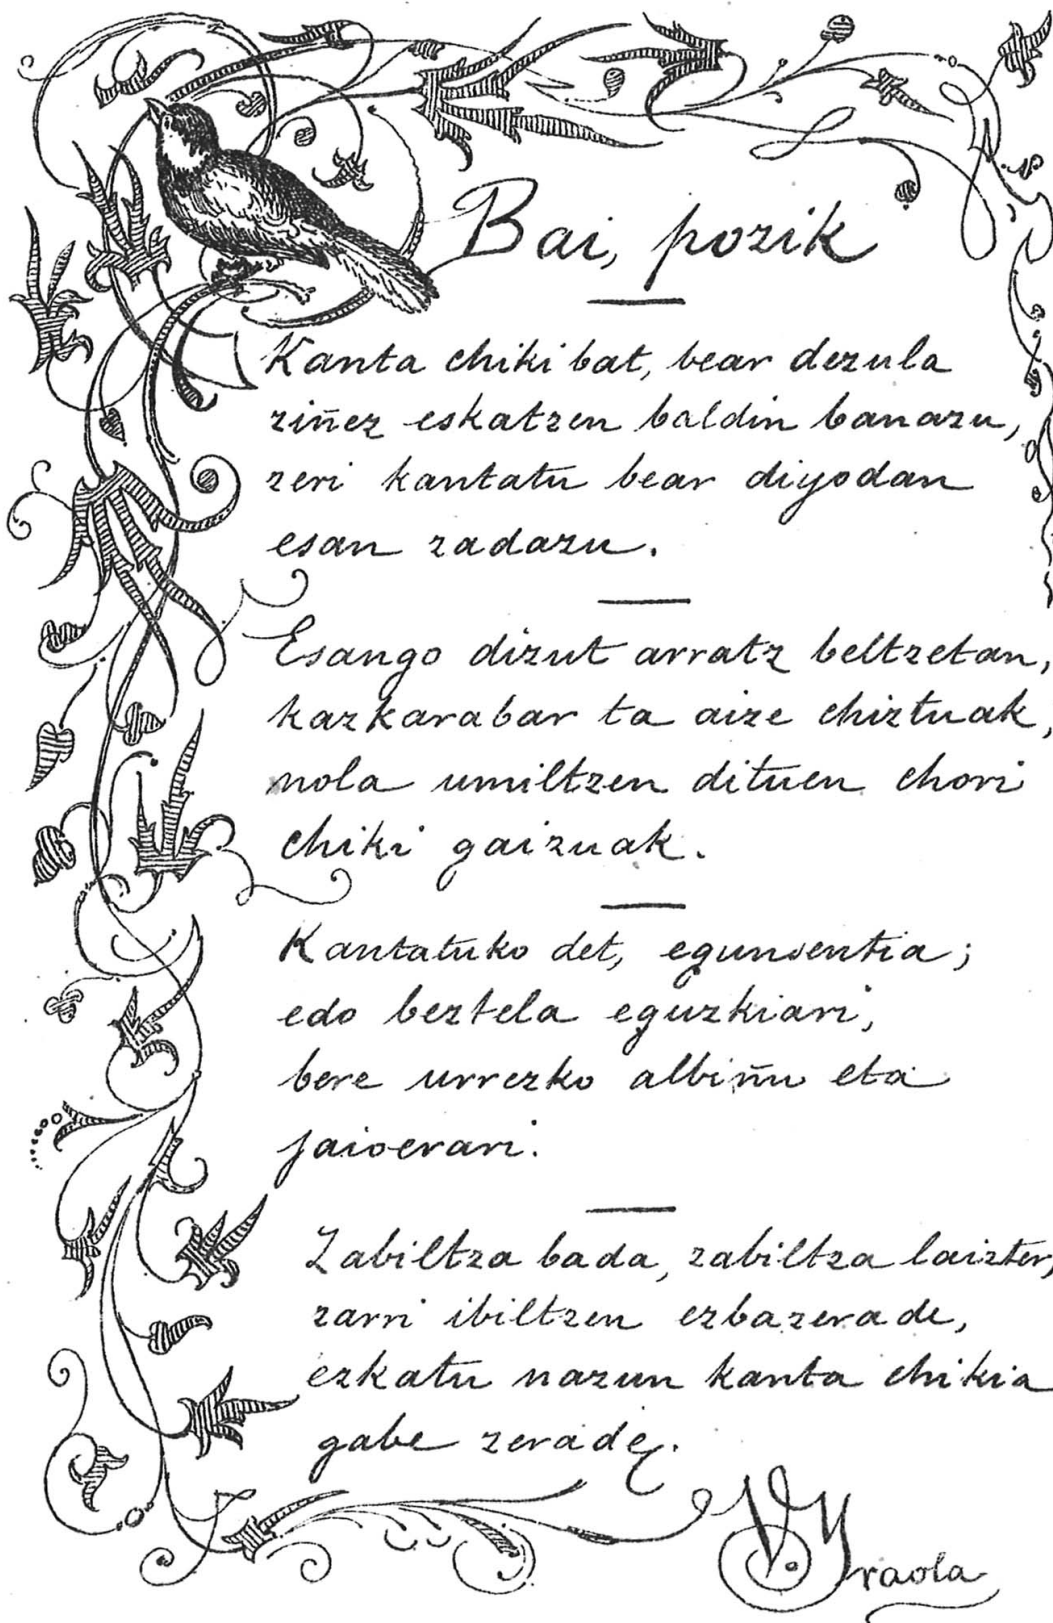 Bai, pozik
Kanta chiki bat, bear dezula
ziñez eskatzen baldin banazu,
zeri kantatu bear diyodan
esan zadazu.
Esango dizut arratz beltzetan,
kazkarabar ta aize chiztuak,
nola umiltzen dituen chori
chiki gaizuak.
Kantatuko det, egunsentia;
edo beztela eguzkiari,
bere urrezko albiñu eta
jaioerari.
Zabiltza bada, zabiltza laizter,
zarri ibiltzen ezbazerade,
ezkatu nazun kanta chikia
gabe zerade.
V. Yraola